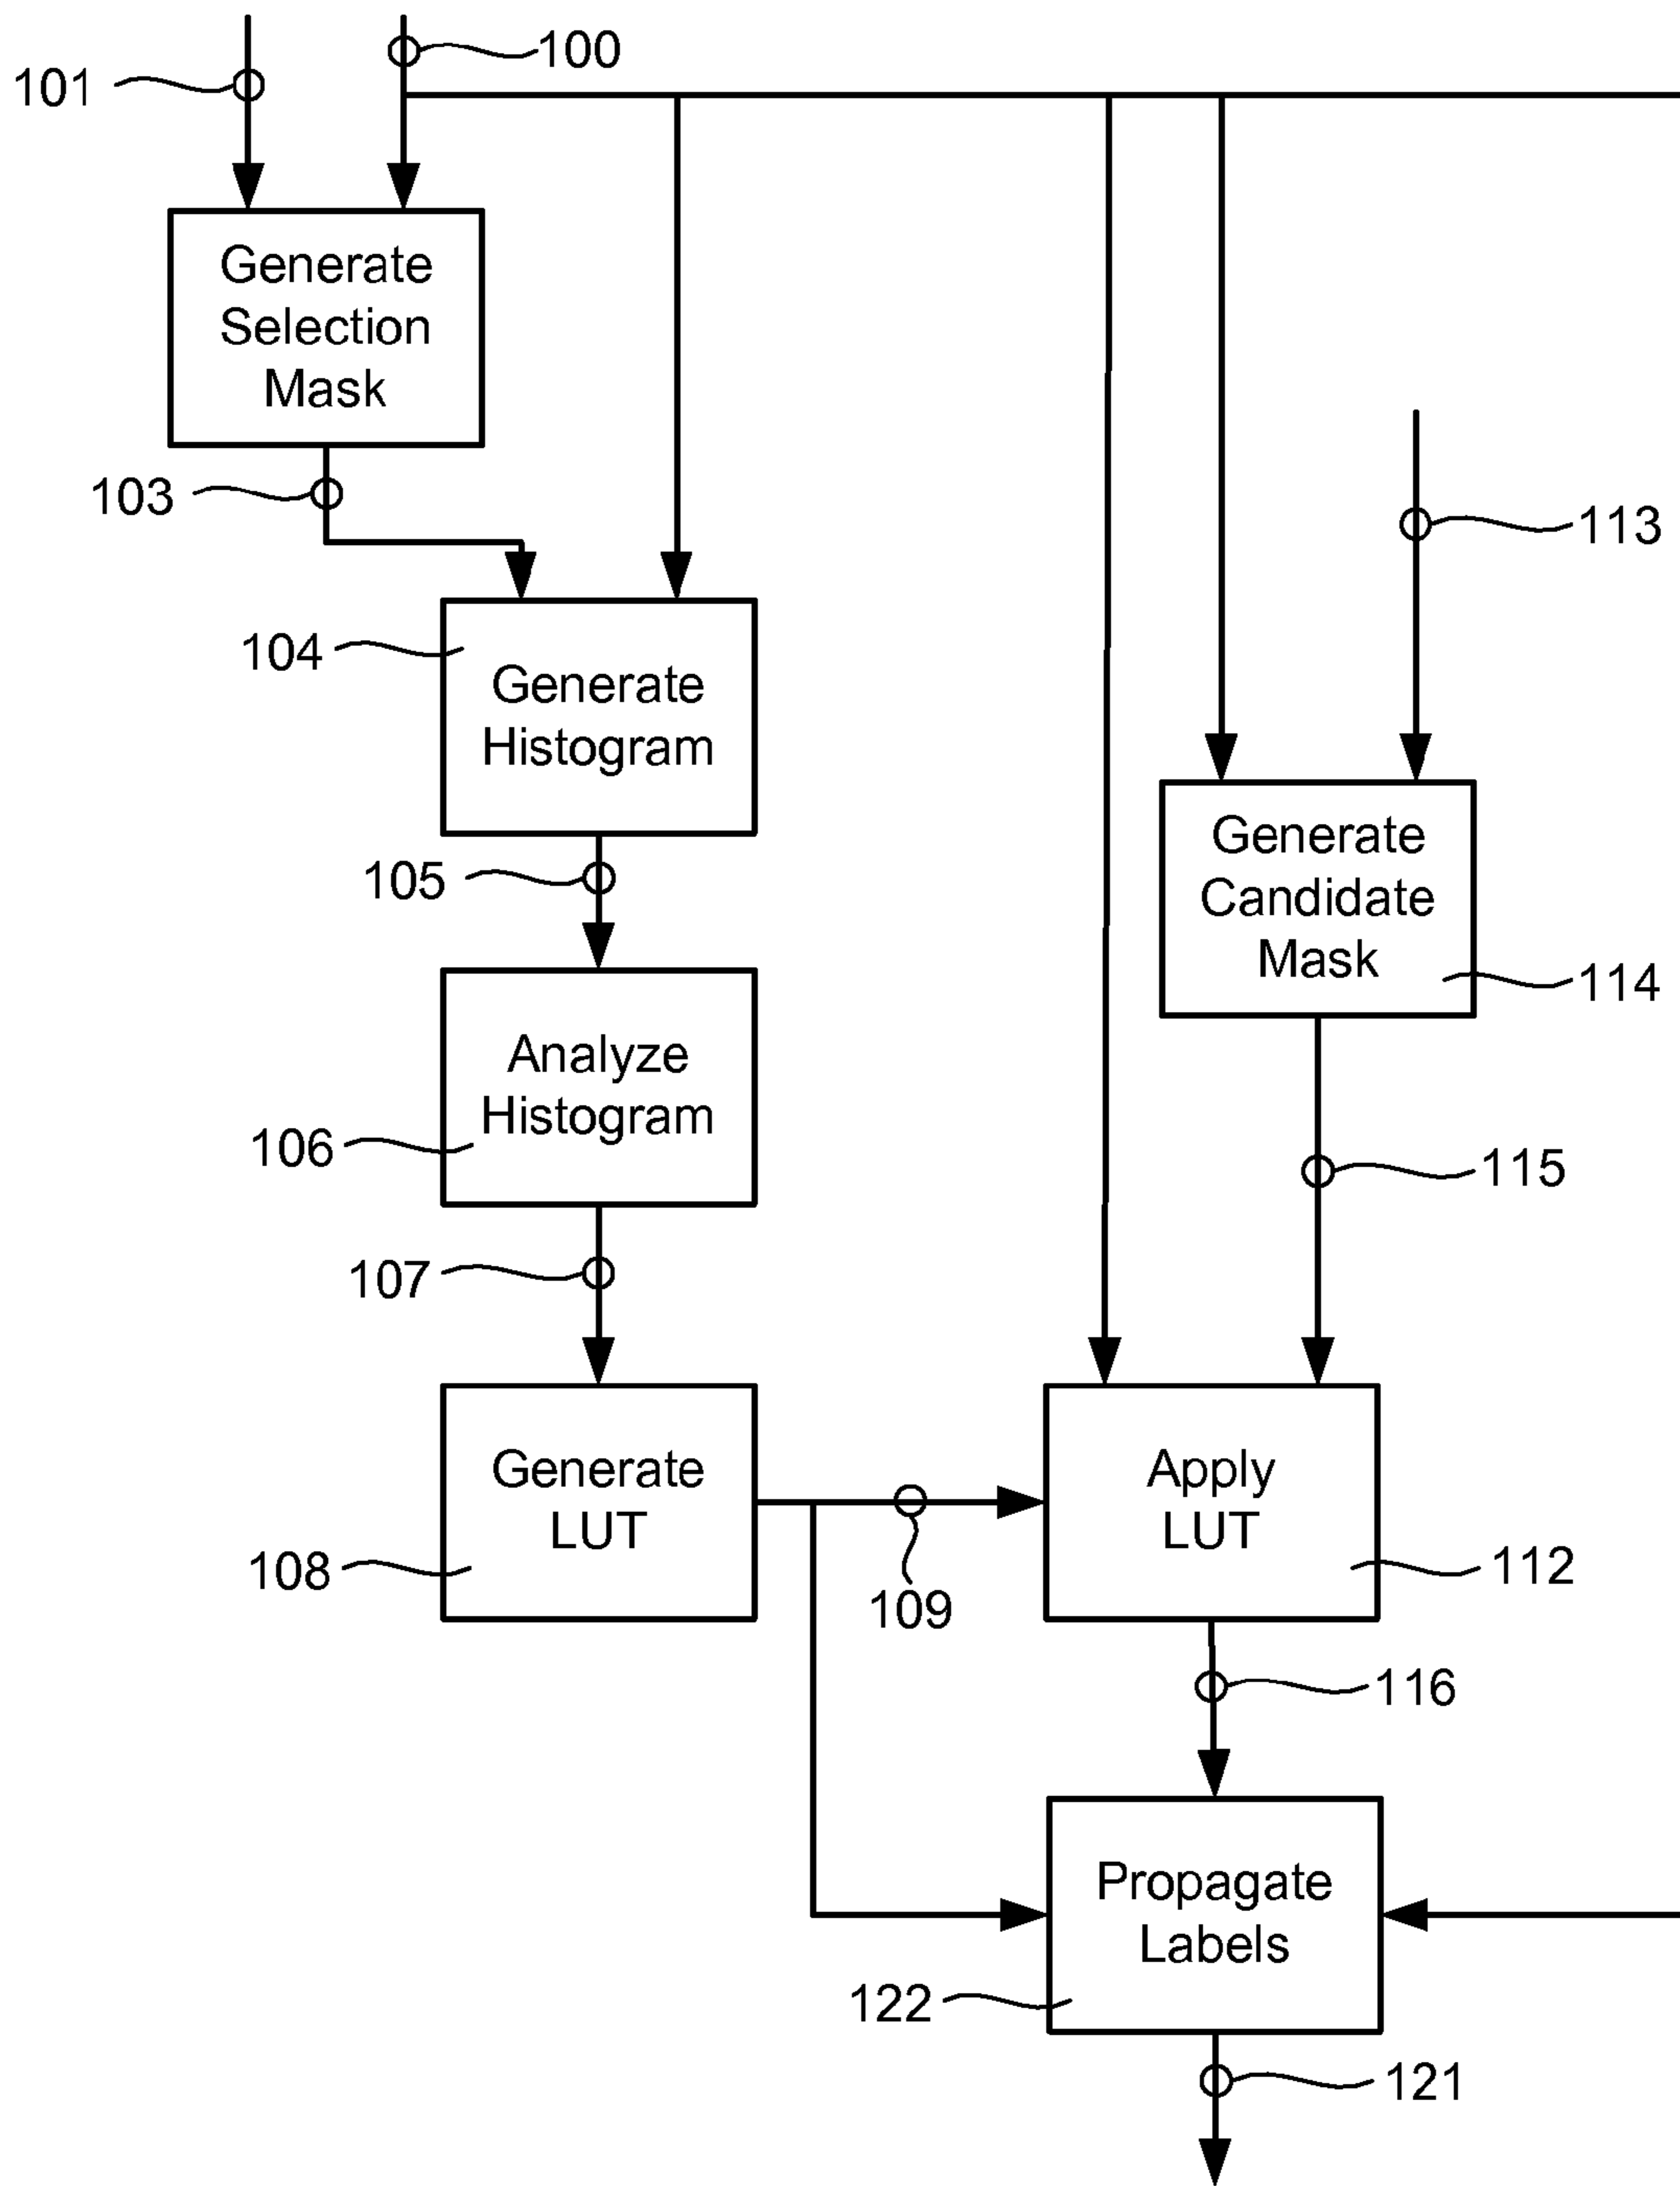 100
101
Generate
Selection
Mask
103
113
104
Generate
Histogram
105
Generate
Candidate
Mask
114
Analyze
Histogram
106
115
107
Generate
LUT
108
109
Apply
LUT
112
116
Propagate
Labels
122
121